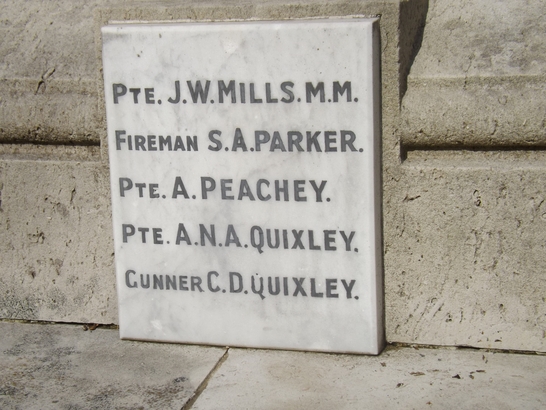 PTE. J.W. MILLS. M.M.
FIREMAN S.A. PARKER.
PTE. A. PEACHEY.
PTE. A.N.A. QUIXLEY.
GUNNER C.D. QUIXLEY.